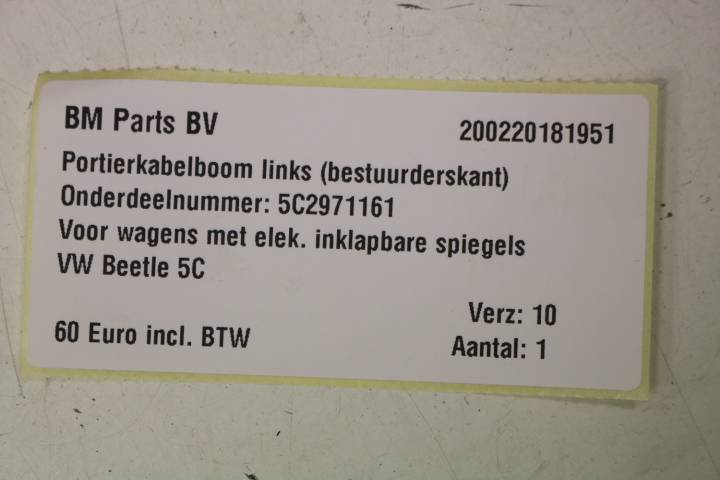 BM Parts BV
200220181951
Portierkabelboom links (bestuurderskant)
Onderdeelnummer: 5C2971161
Voor wagens met elek. inklapbare spiegels
VW Beetle 5C
Verz: 10
60 Euro incl. BTW
Aantal: 1